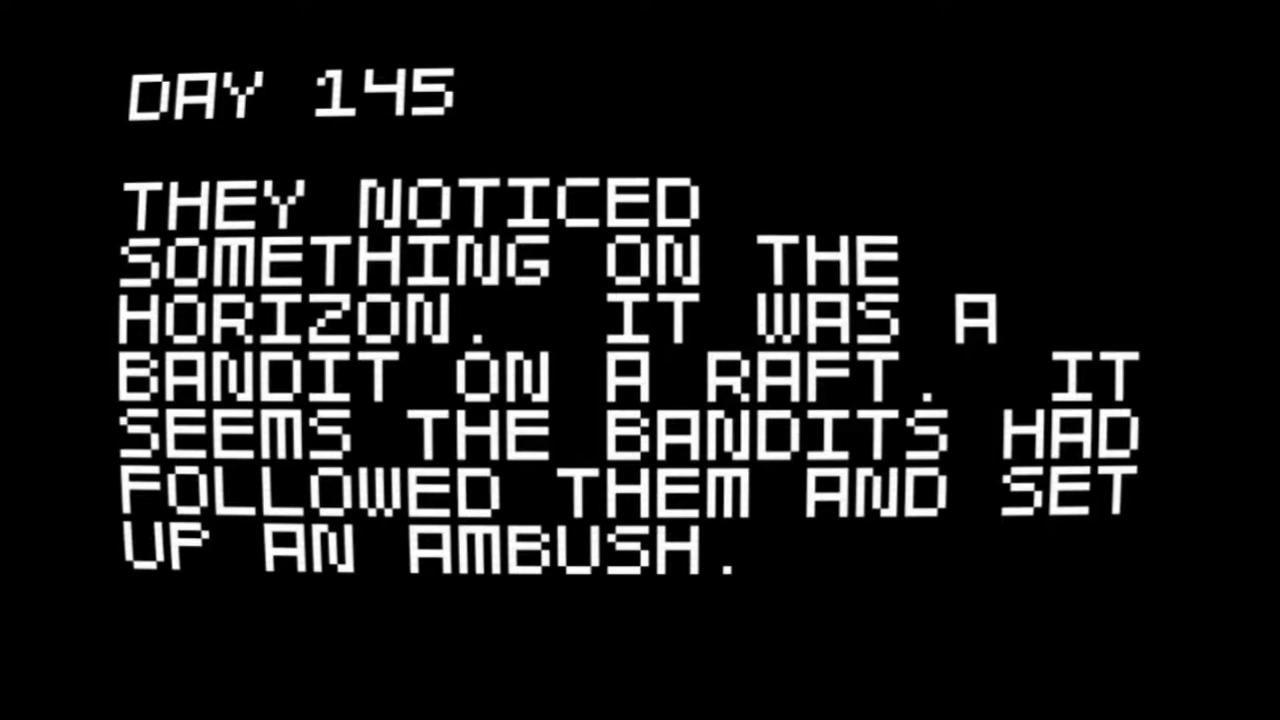 DAY 145
THEY NOTICED
SOMETHING ON THE
HORIZON.  IT WAS A
BANDIT ON A RAFT.  IT
SEEMS THE BANDITS HAD
FOLLOWED THEM AND SET
UP AN AMBUSH.